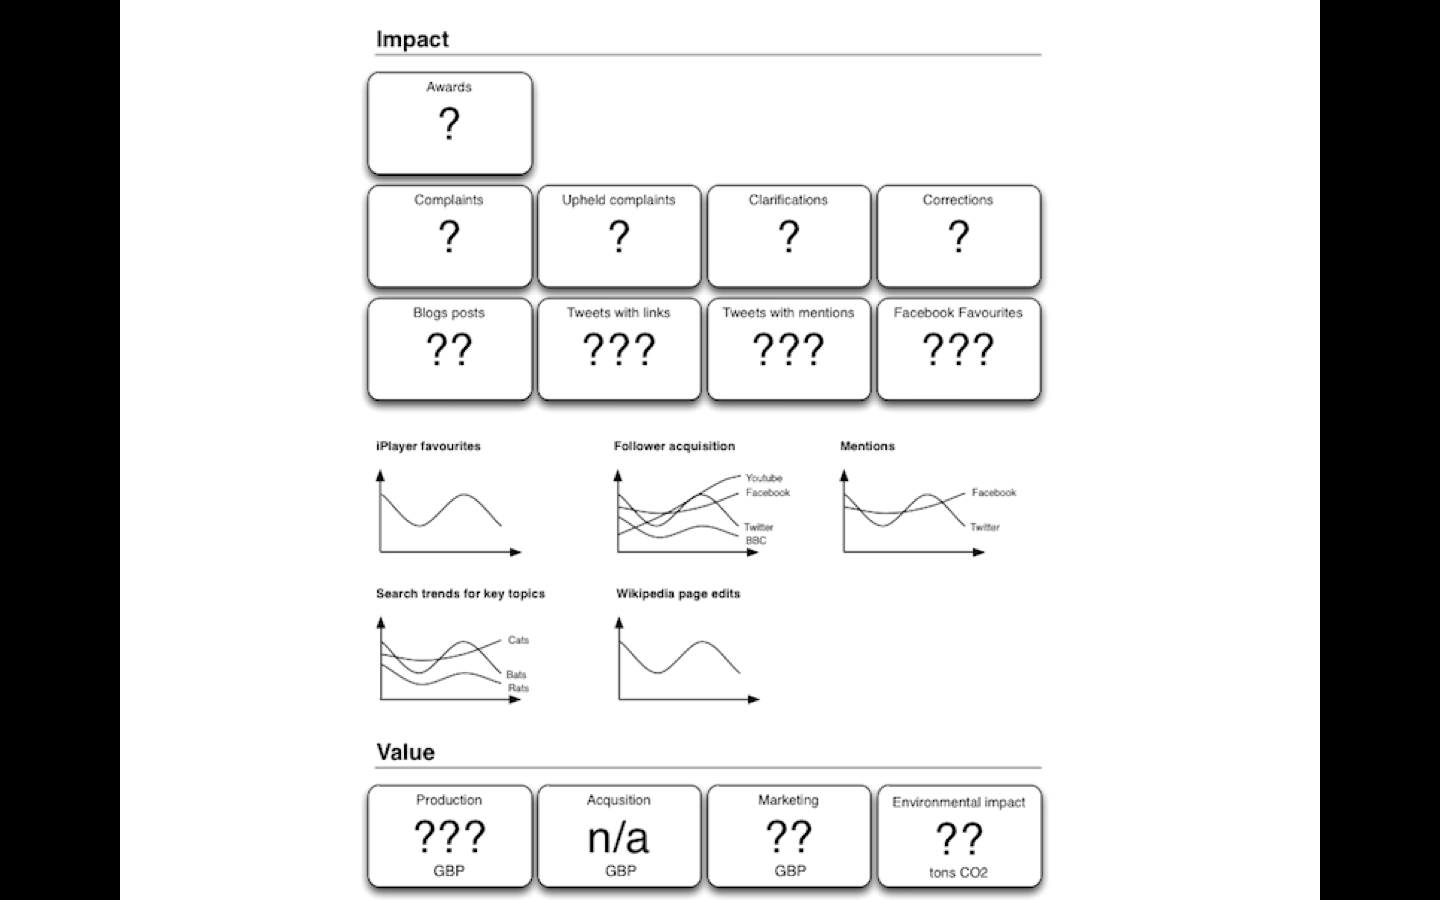 Impact
Awards
?
Complaints
?
Upheld complaints
?
Clarifications
?
Corrections
?
Blogs posts
??
Tweets with links
???
Tweets with mentions
???
Facebook Favourites
???
iPlayer favourites
Follower acquisition
Youtube
Facebook
Twitter
BBC
Mentions
Facebook
Twitter
Search trends for key topics
Cats
Bats
Rats
Wikipedia page edits
Value
Production
???
GBP
Acqusition
n/a
GBP
Marketing
??
GBP
Environmental impact
??
tons CO2